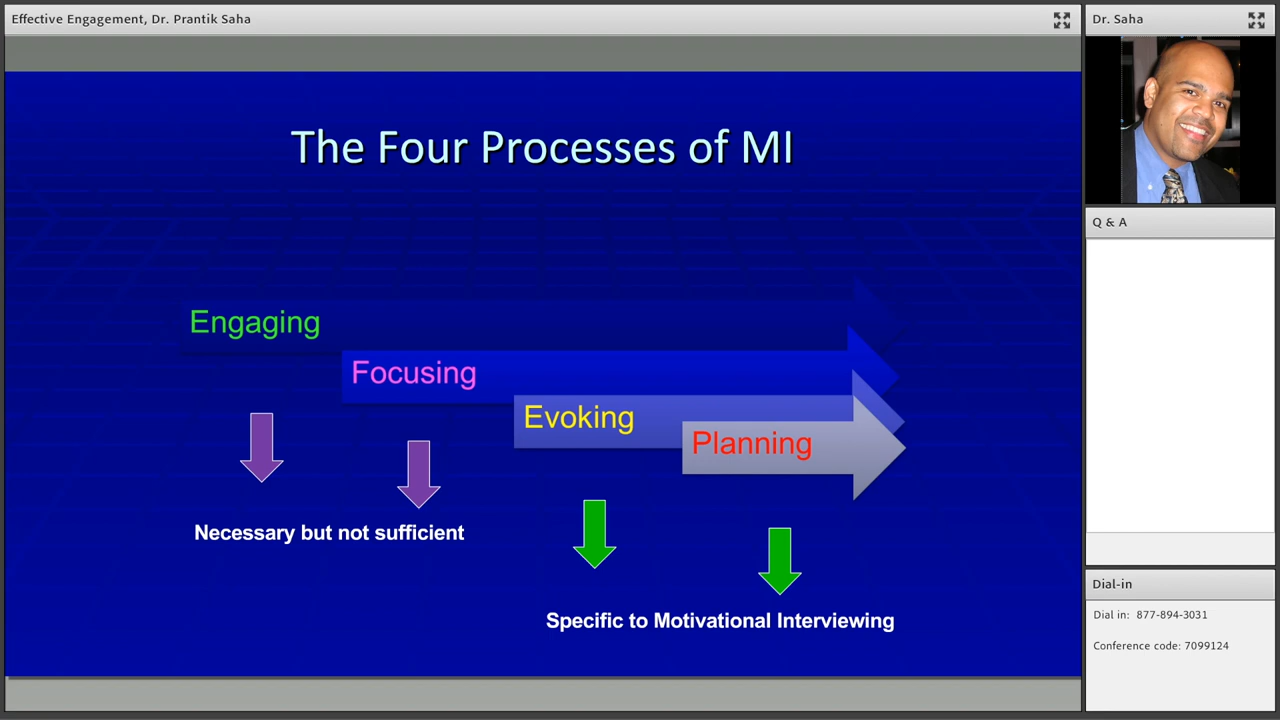 Effective Engagement, Dr. Prantik Saha
The Four Processes of MI
Engaging
Focusing
Evoking
Planning
Necessary but not sufficient
Specific to Motivational Interviewing
Dr. Saha
Q & A
Dial-in
Dial in: 877-894-3031
Conference code: 7099124